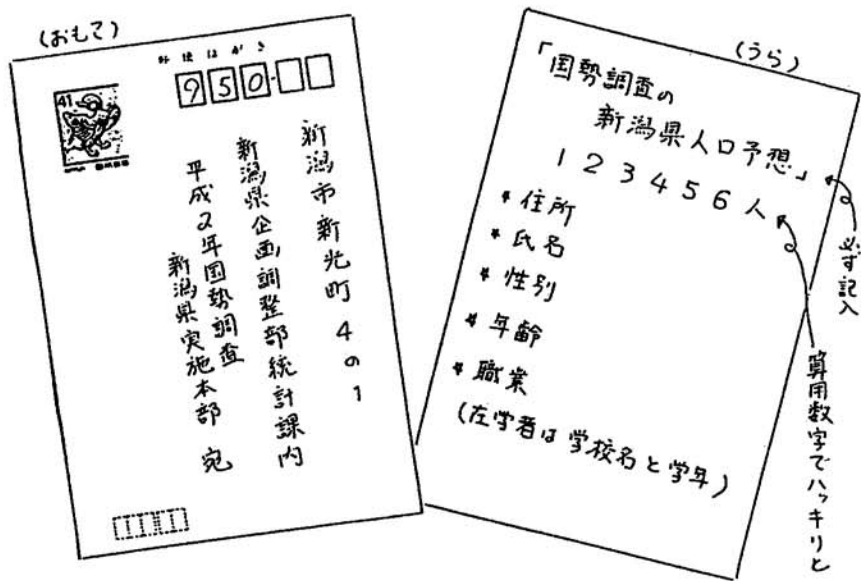 (おもて)
郵便はがき
950-
41
新潟市新光町4の1
新潟県企画調整部統計課内
平成2年国勢調査
新潟県実施本部 宛
(うら)
「国勢調査の
新潟県人口予想」
123456人
*住所
*氏名
*性別
*年齢
*職業
(在学者は学校名と学年)
必ず記入
算用数字でハッキリと